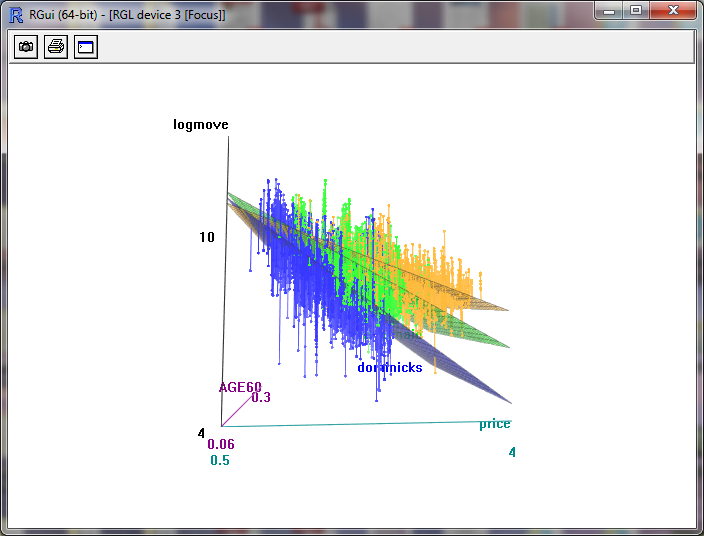 RGui (64-bit) - [RGL device 3 [Focus]]
logmove
10
dominicks
AGE60
0.3
price
4
0.06
4
0.5